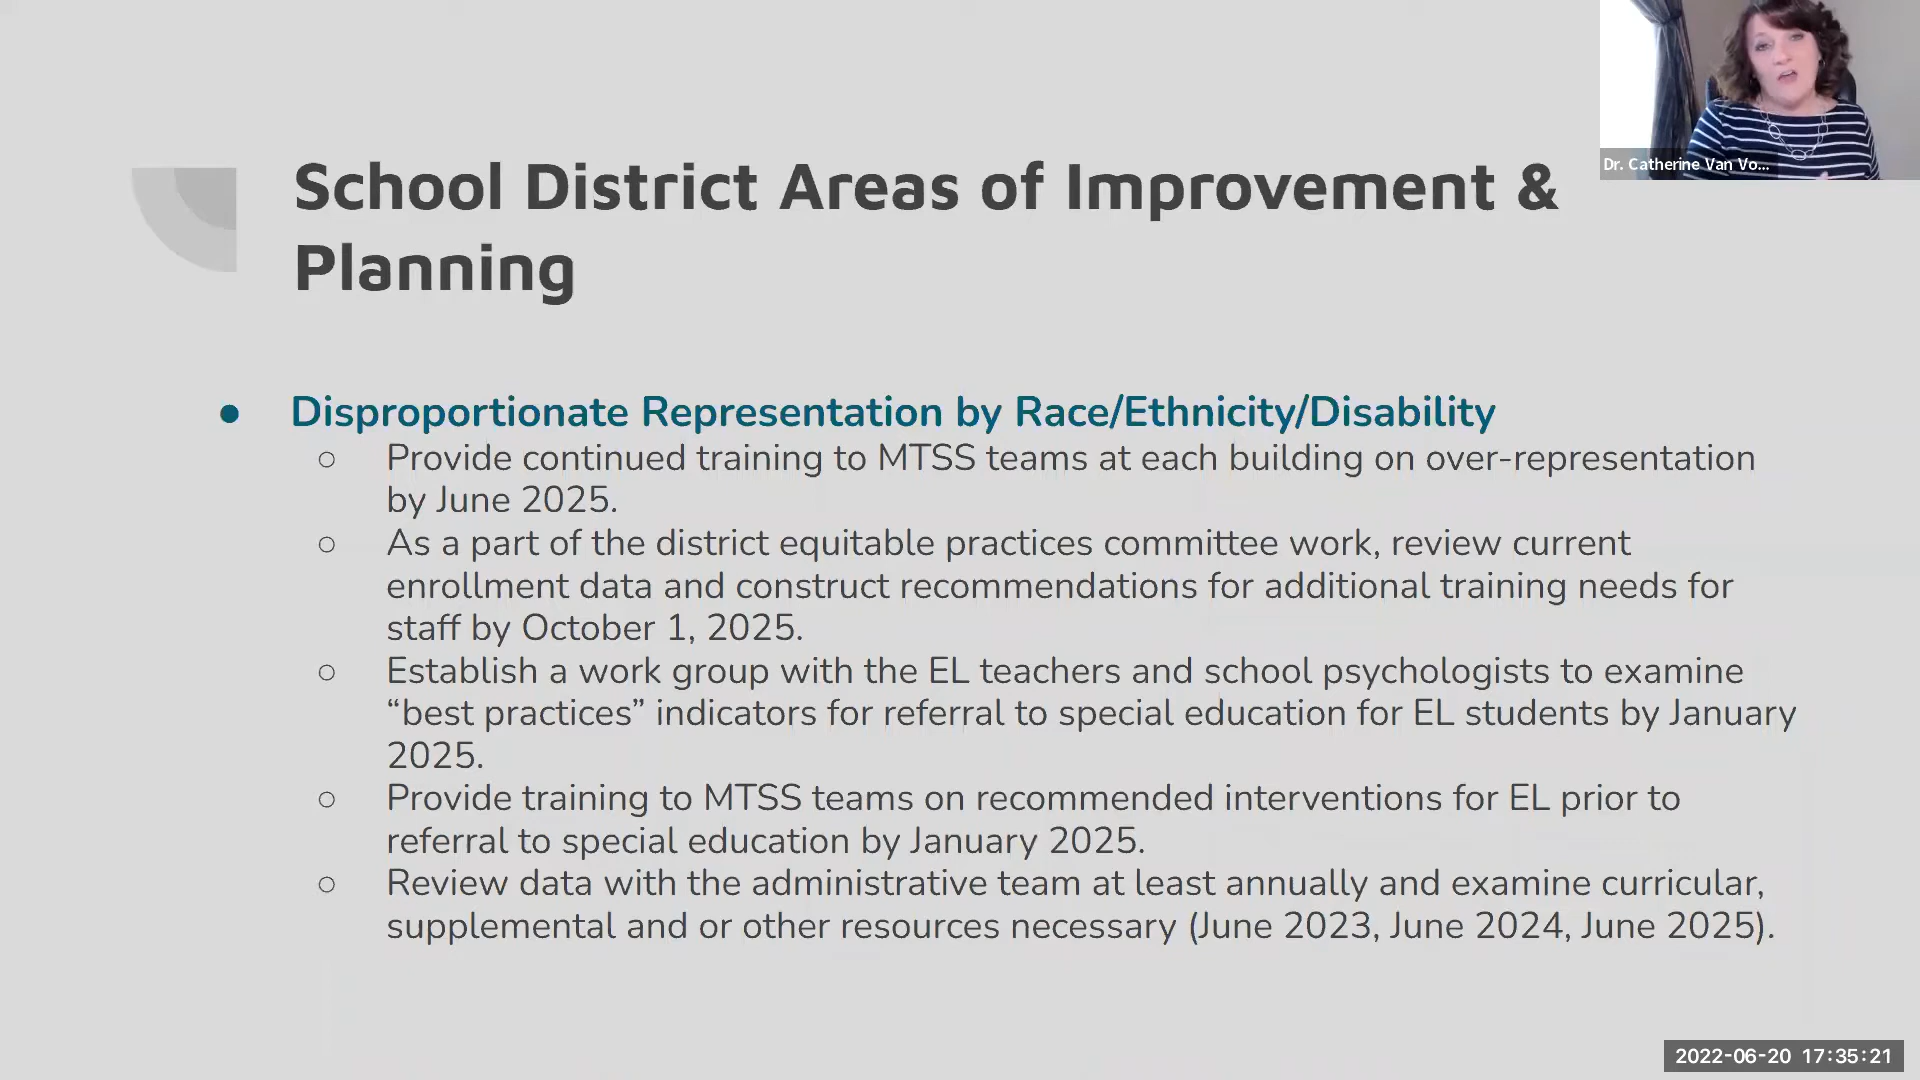 Dr. Catherine Van Vo...
School District Areas of Improvement &
Planning
● Disproportionate Representation by Race/Ethnicity/Disability
○ Provide continued training to MTSS teams at each building on over-representation
by June 2025.
○ As a part of the district equitable practices committee work, review current
enrollment data and construct recommendations for additional training needs for
staff by October 1, 2025.
○ Establish a work group with the EL teachers and school psychologists to examine
“best practices” indicators for referral to special education for EL students by January
2025.
○ Provide training to MTSS teams on recommended interventions for EL prior to
referral to special education by January 2025.
○ Review data with the administrative team at least annually and examine curricular,
supplemental and or other resources necessary (June 2023, June 2024, June 2025).
2022-06-20 17:35:21